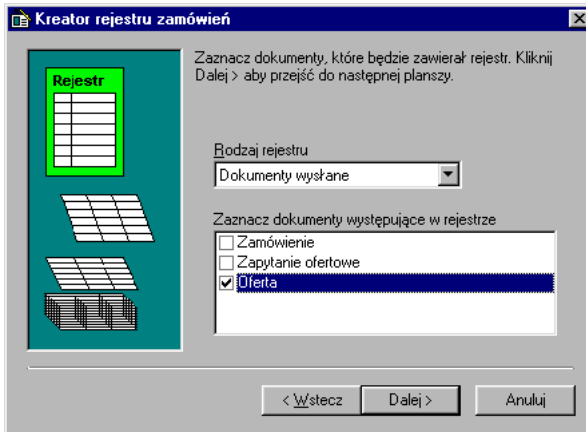 Kreator rejestru zamówień
Rejestr
Zaznacz dokumenty, które będzie zawierał rejestr. Kliknij
Dalej > aby przejść do następnej planszy.
Rodzaj rejestru
Dokumenty wysłane
Zaznacz dokumenty występujące w rejestrze
Zamówienie
Zapytanie ofertowe
Oferta
< Wstecz
Dalej >
Anuluj